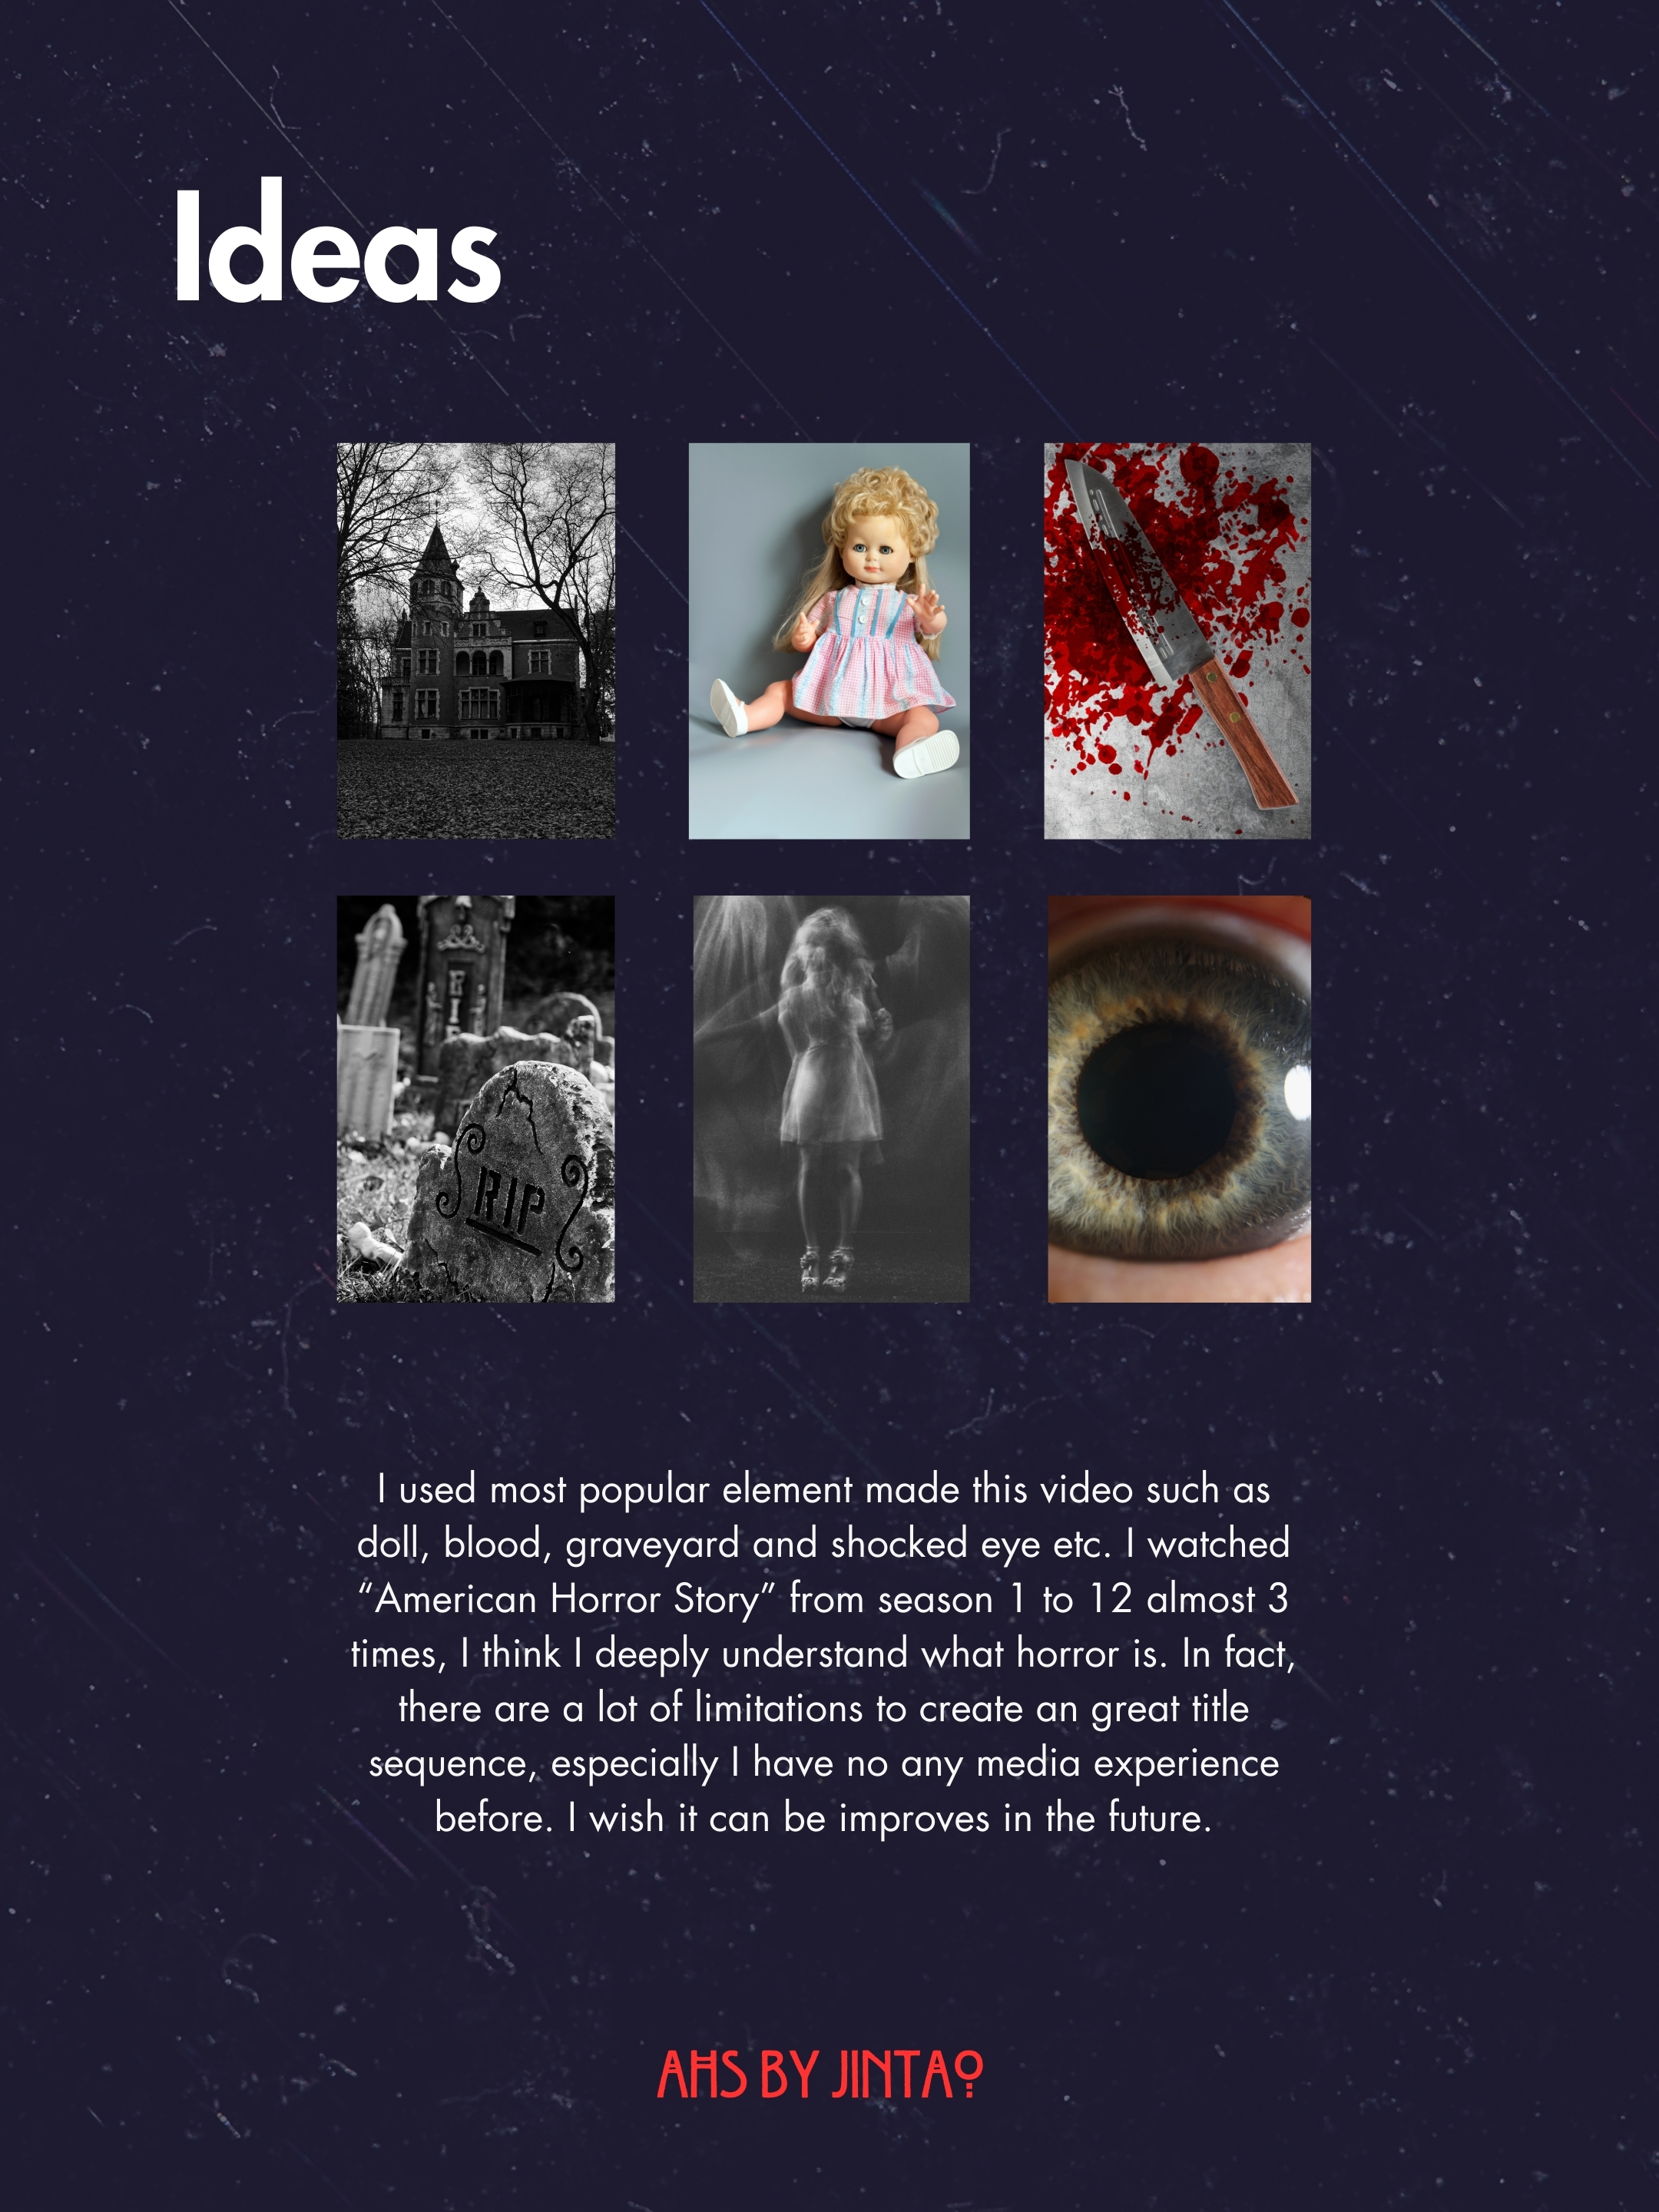 Ideas
RIP
I used most popular element made this video such as
doll, blood, graveyard and shocked eye etc. I watched
“American Horror Story” from season 1 to 12 almost 3
times, I think I deeply understand what horror is. In fact,
there are a lot of limitations to create an great title
sequence, especially I have no any media experience
before. I wish it can be improves in the future.
AHS BY JINTAO